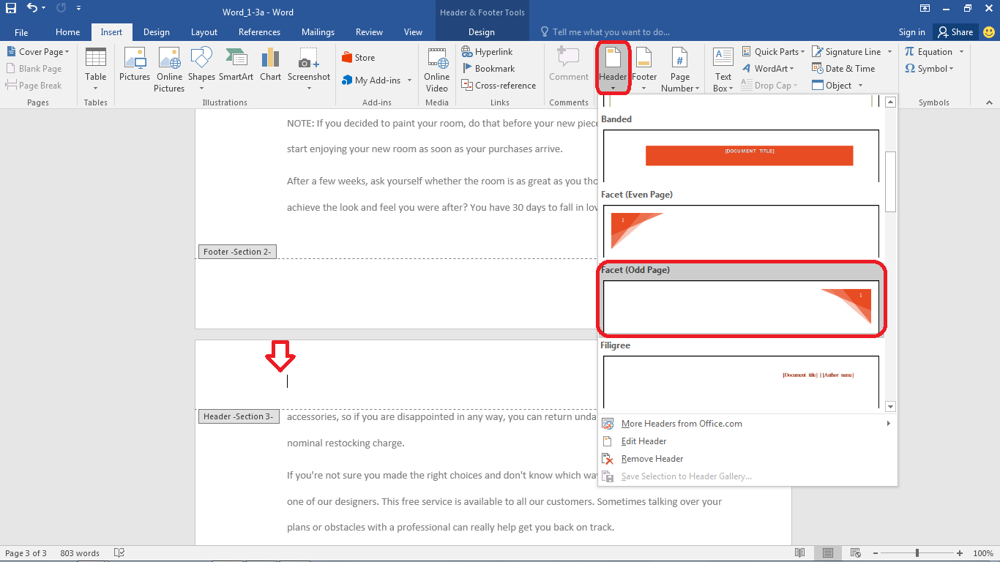 Word_1-3a - Word
Header & Footer Tools
File Home Insert Design Layout References Mailings Review View Design Tell me what you want to do... Sign in Share
Cover Page
Blank Page
Page Break
Pages
Table
Tables
Pictures
Online
Pictures
Shapes
SmartArt
Chart
Screenshot
Illustrations
Store
My Add-ins
Add-ins
Online
Video
Media
Hyperlink
Bookmark
Cross-reference
Links
Comment
Comments
Header
Footer
Page
Number
Text
Box
Quick Parts
WordArt
Drop Cap
Signature Line
Date & Time
Object
Equation
Symbol
Symbols
NOTE: If you decided to paint your room, do that before your new piec
start enjoying your new room as soon as your purchases arrive.
After a few weeks, ask yourself whether the room is as great as you tho
achieve the look and feel you were after? You have 30 days to fall in lov
Footer -Section 2-
Header -Section 3-
accessories, so if you are disappointed in any way, you can return unda
nominal restocking charge.
If you're not sure you made the right choices and don't know which wa
one of our designers. This free service is available to all our customers. Sometimes talking over your
plans or obstacles with a professional can really help get you back on track.
Banded
[DOCUMENT TITLE]
Facet (Even Page)
1
Facet (Odd Page)
1
Filigree
[Document title] | [Author name]
More Headers from Office.com
Edit Header
Remove Header
Save Selection to Header Gallery...
Page 3 of 3 803 words 100%